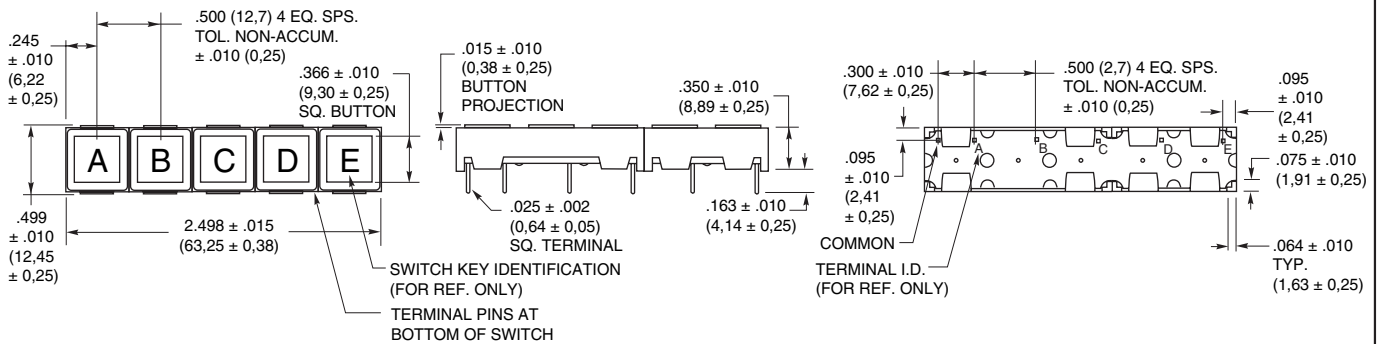 .500 (12,7) 4 EQ. SPS.
TOL. NON-ACCUM.
± .010 (0,25)
.245
± .010
(6,22
± 0,25)
.366 ± .010
(9,30 ± 0,25)
SQ. BUTTON
A B C D E
.499
± .010
(12,45
± 0,25)
2.498 ± .015
(63,25 ± 0,38)
SWITCH KEY IDENTIFICATION
(FOR REF. ONLY)
TERMINAL PINS AT
BOTTOM OF SWITCH
.015 ± .010
(0,38 ± 0,25)
BUTTON
PROJECTION
.350 ± .010
(8,89 ± 0,25)
.025 ± .002
(0,64 ± 0,05)
SQ. TERMINAL
.163 ± .010
(4,14 ± 0,25)
.300 ± .010
(7,62 ± 0,25)
.500 (2,7) 4 EQ. SPS.
TOL. NON-ACCUM.
± .010 (0,25)
.095
± .010
(2,41
± 0,25)
A B C D E
.095
± .010
(2,41
± 0,25)
.075 ± .010
(1,91 ± 0,25)
COMMON
TERMINAL I.D.
(FOR REF. ONLY)
.064 ± .010
TYP.
(1,63 ± 0,25)